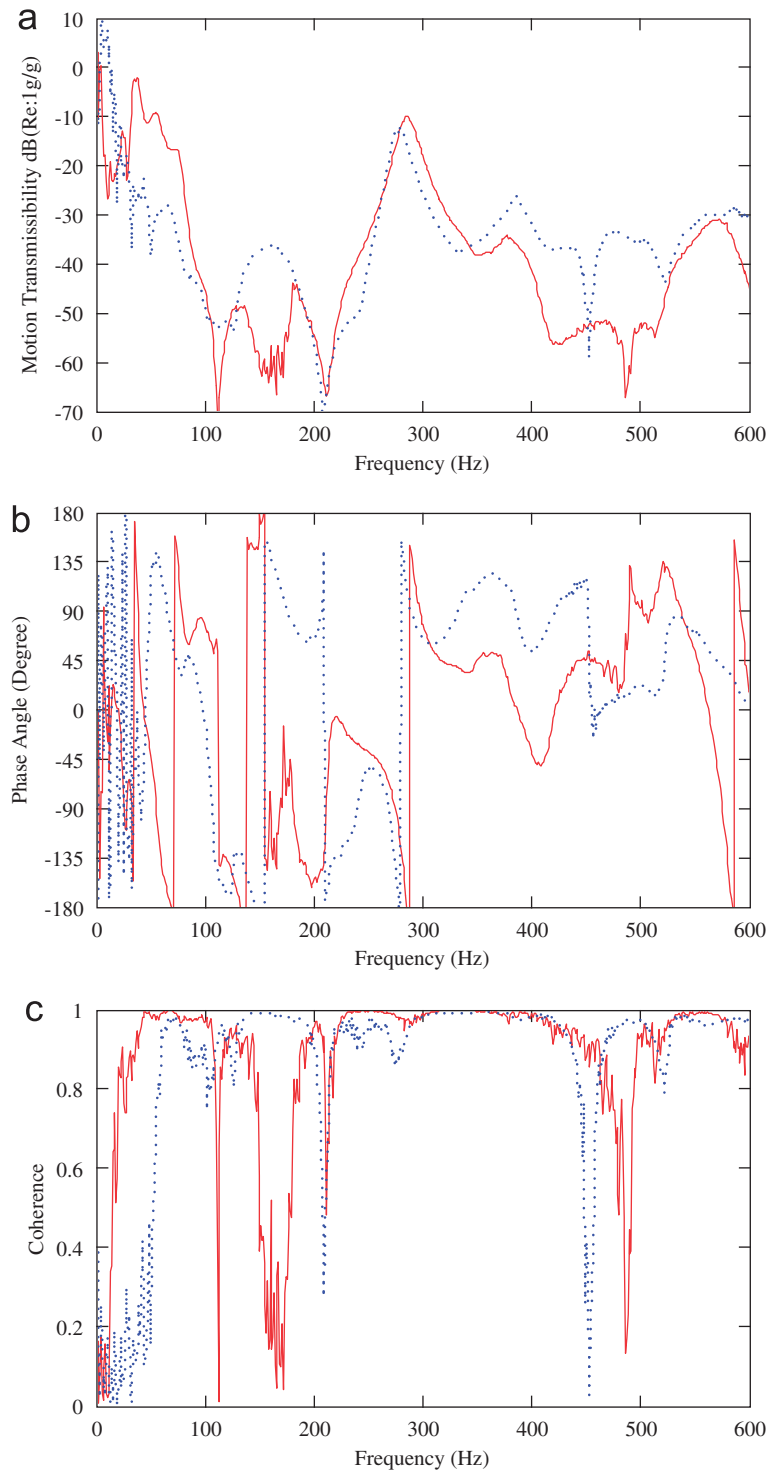 a
10
0
-10
-20
-30
-40
-50
-60
-70
Motion Transmissibility dB(Re:1g/g)
0 100 200 300 400 500 600
Frequency (Hz)
b
180
135
90
45
0
-45
-90
-135
-180
Phase Angle (Degree)
0 100 200 300 400 500 600
Frequency (Hz)
c
1
0.8
0.6
0.4
0.2
0
Coherence
0 100 200 300 400 500 600
Frequency (Hz)